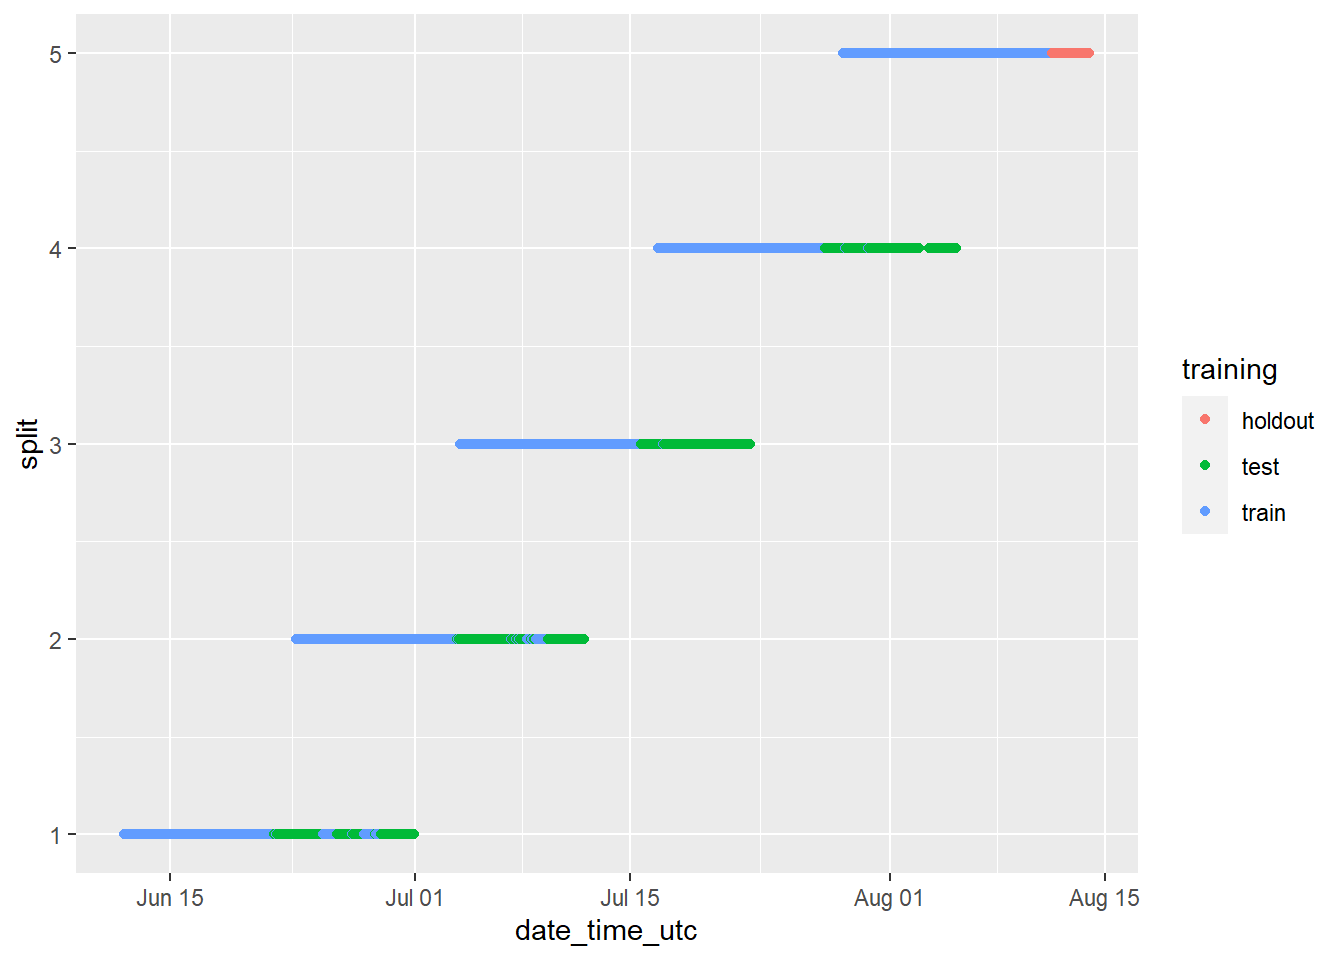 5
4
3
2
1
split
Jun 15
Jul 01
Jul 15
Aug 01
Aug 15
date_time_utc
training
holdout
test
train